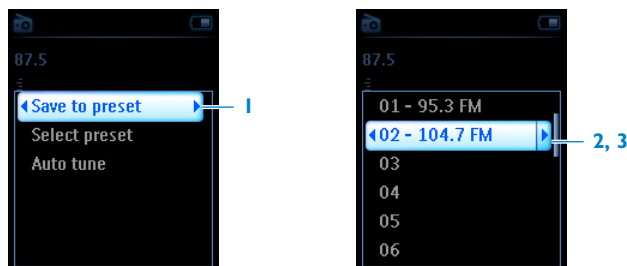 87.5
Save to preset
Select preset
Auto tune
1
87.5
01 - 95.3 FM
02 - 104.7 FM
03
04
05
06
2, 3